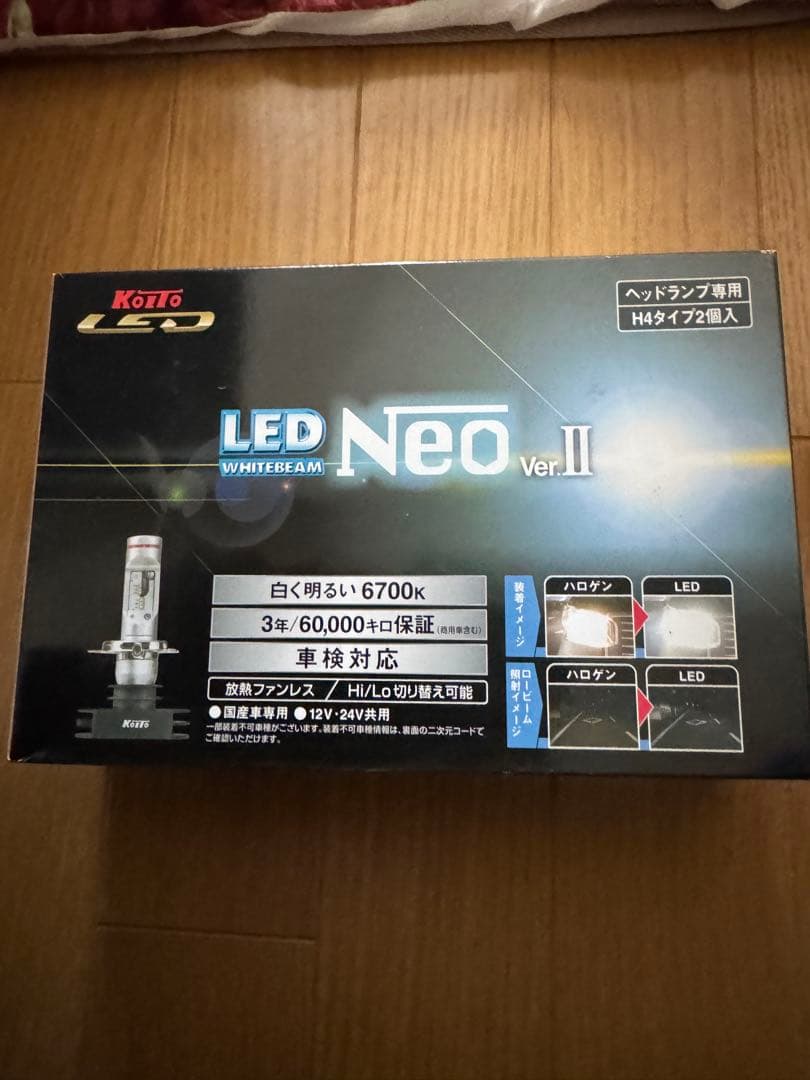 KOITO
LED
ヘッドランプ専用
H4タイプ2個入
LED
WHITEBEAM
Neo Ver.II
白く明るい 6700K
3年/60,000キロ保証(商用車含む)
車検対応
放熱ファンレス / Hi/Lo切り替え可能
●国産車専用 ●12V・24V共用
一部装着不可車種がございます。装着不可車種情報は、裏面の二次元コードで
ご確認いただけます。
KOITO
装着イメージ
ハロゲン
LED
ロービーム
照射イメージ
ハロゲン
LED